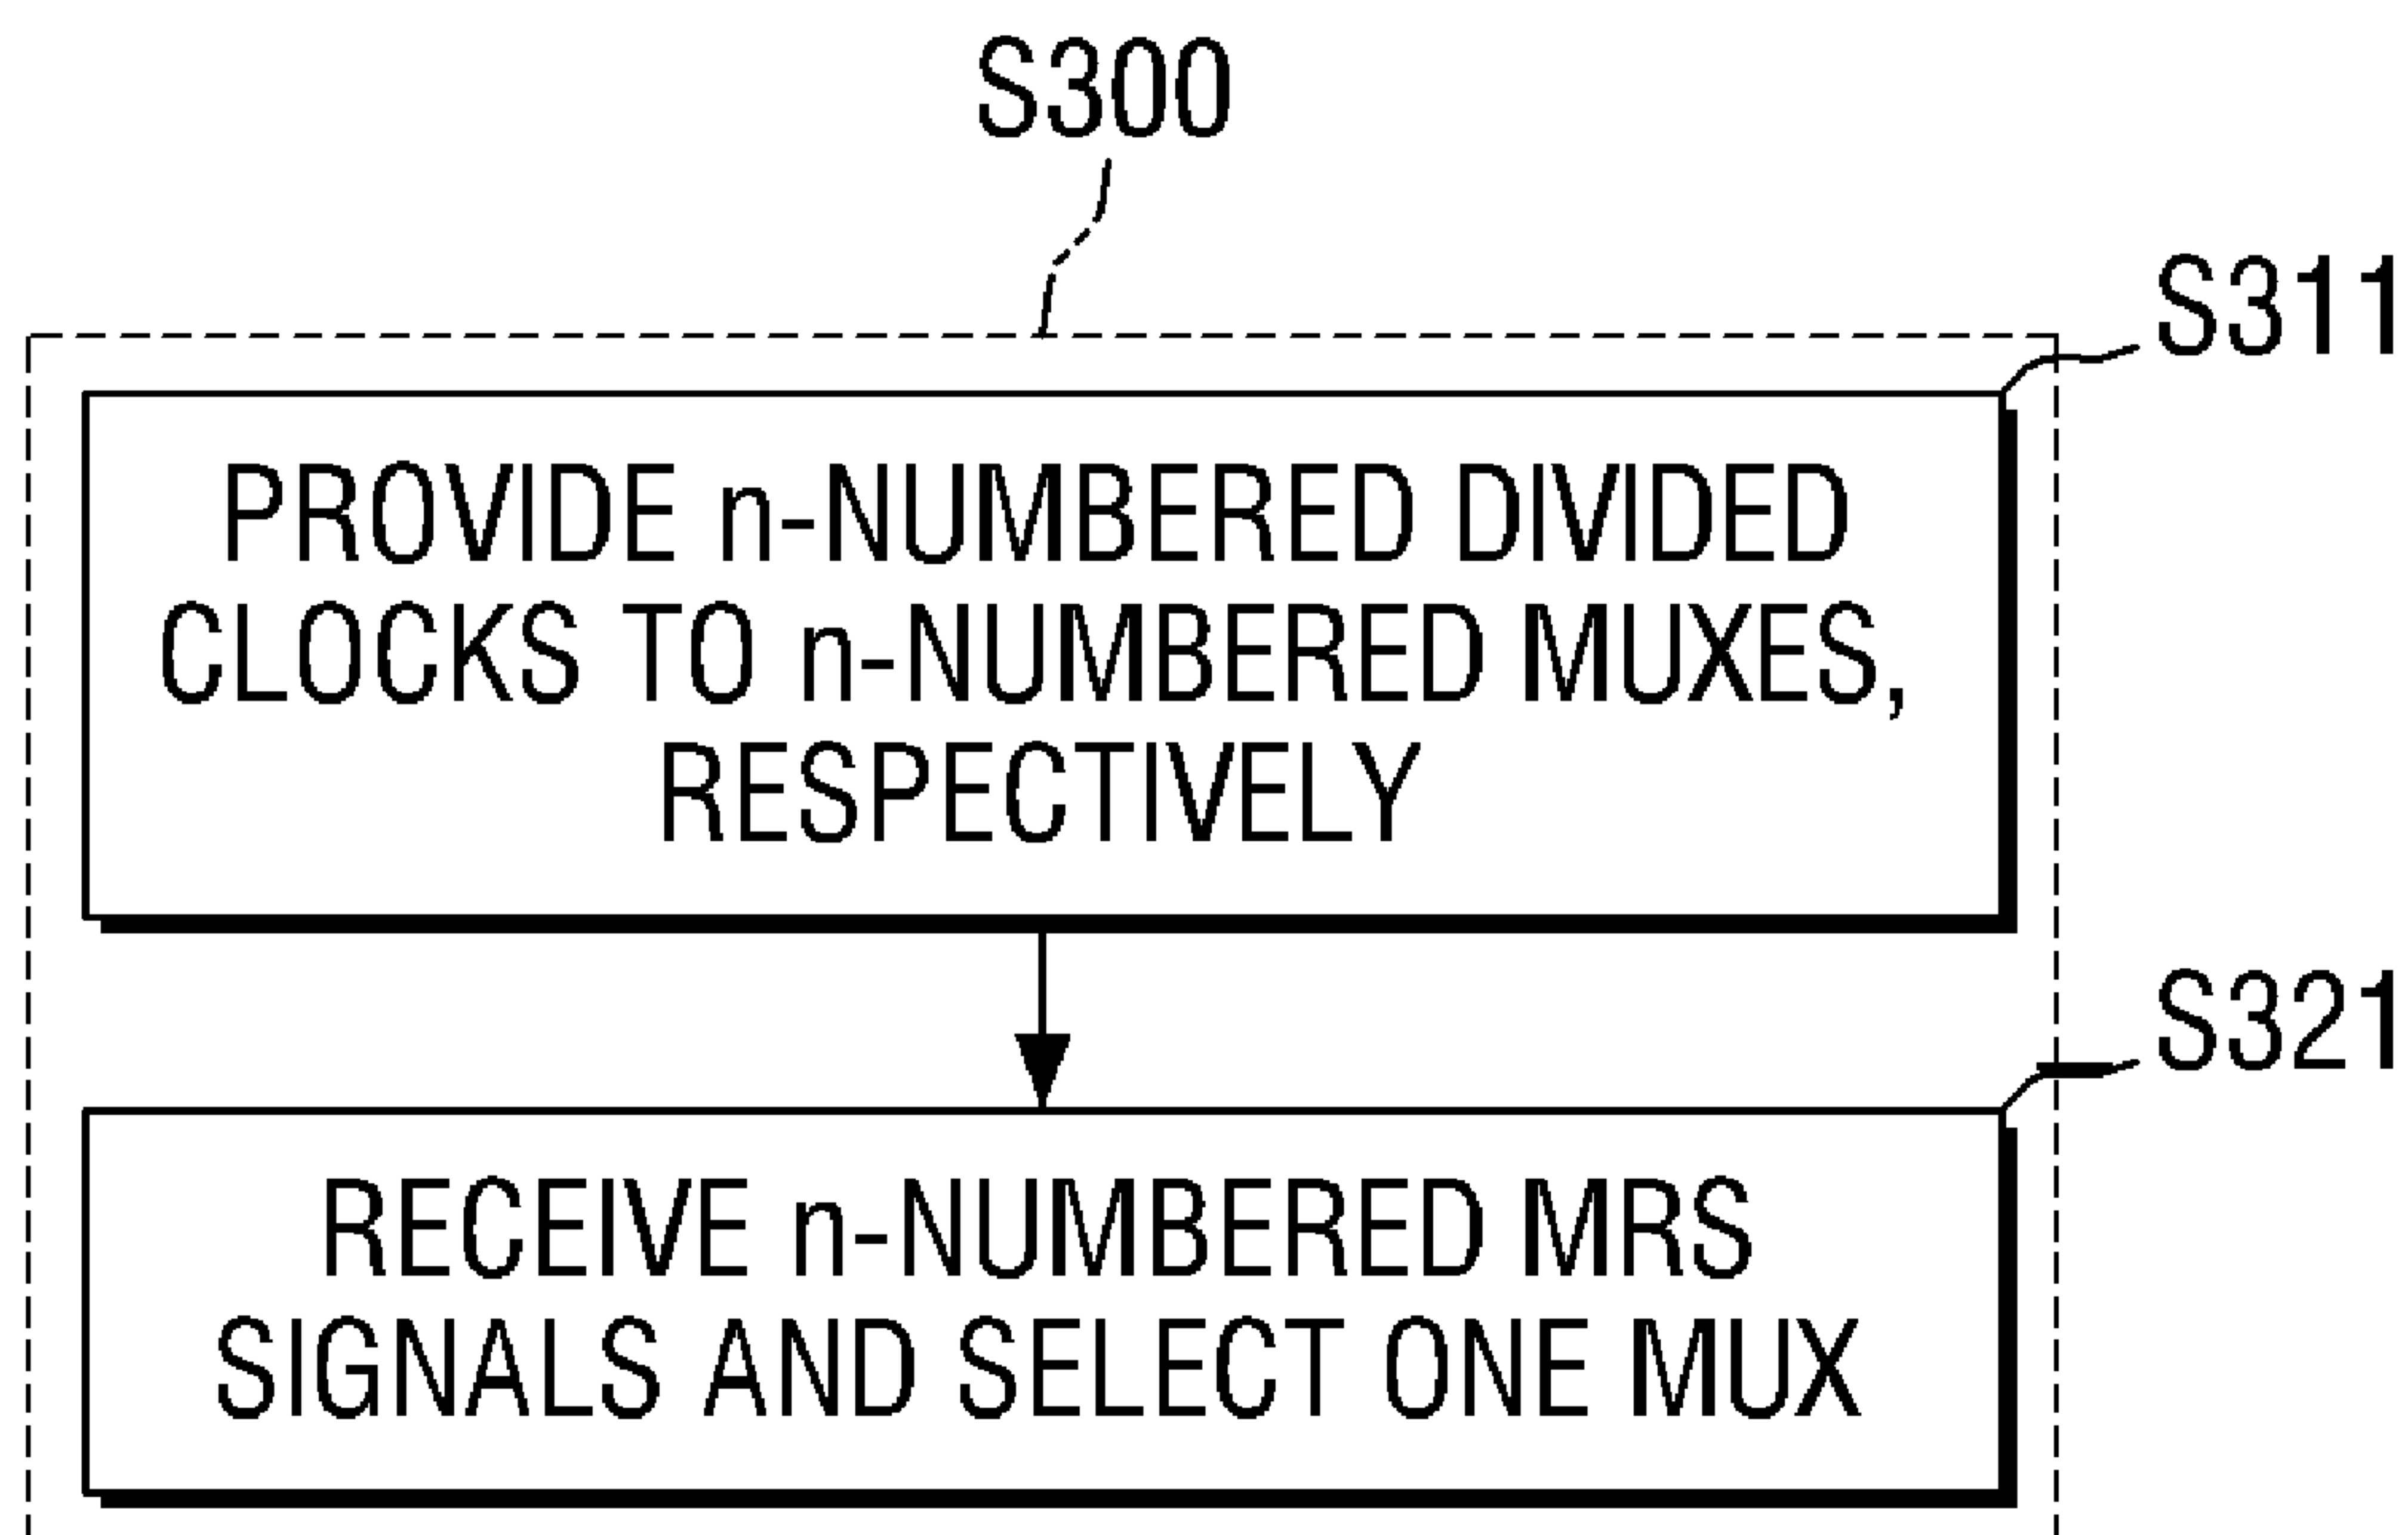 S300
S311
PROVIDE n-NUMBERED DIVIDED
CLOCKS TO n-NUMBERED MUXES,
RESPECTIVELY
S321
RECEIVE n-NUMBERED MRS
SIGNALS AND SELECT ONE MUX